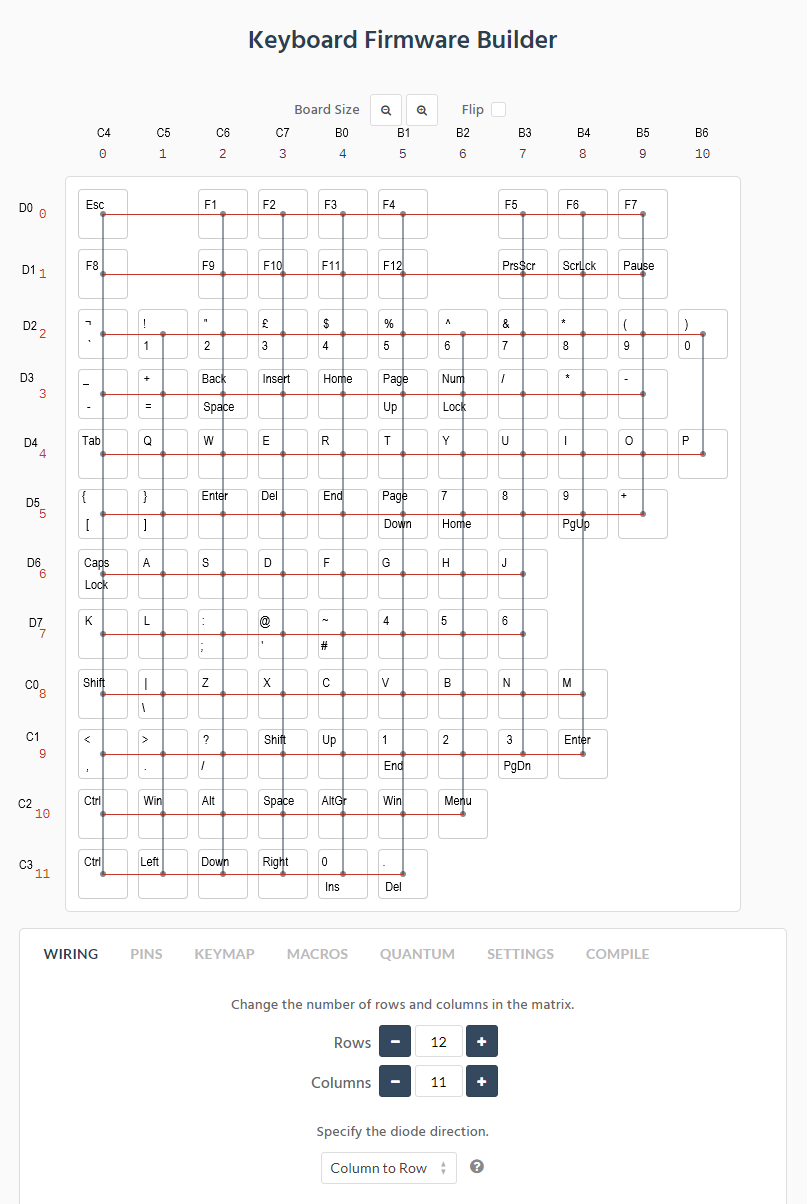 Keyboard Firmware Builder
Board Size Flip
C4 C5 C6 C7 B0 B1 B2 B3 B4 B5 B6
0 1 2 3 4 5 6 7 8 9 10
D0 0 Esc F1 F2 F3 F4 F5 F6 F7
D1 1 F8 F9 F10 F11 F12 PrsScr ScrLck Pause
D2 2 ¬ ! " £ $ % ^ & * ( )
` 1 2 3 4 5 6 7 8 9 0
D3 3 _ + Back Insert Home Page Num / * -
- = Space Up Lock
D4 4 Tab Q W E R T Y U I O P
D5 5 { } Enter Del End Page 7 8 9 +
[ ] Down Home PgUp
D6 6 Caps A S D F G H J
Lock
D7 7 K L : @ ~ 4 5 6
; ' #
C0 8 Shift | Z X C V B N M
\
C1 9 < > ? Shift Up 1 2 3 Enter
, . / End PgDn
C2 10 Ctrl Win Alt Space AltGr Win Menu
C3 11 Ctrl Left Down Right 0 .
Ins Del
WIRING PINS KEYMAP MACROS QUANTUM SETTINGS COMPILE
Change the number of rows and columns in the matrix.
Rows - 12 +
Columns - 11 +
Specify the diode direction.
Column to Row ?